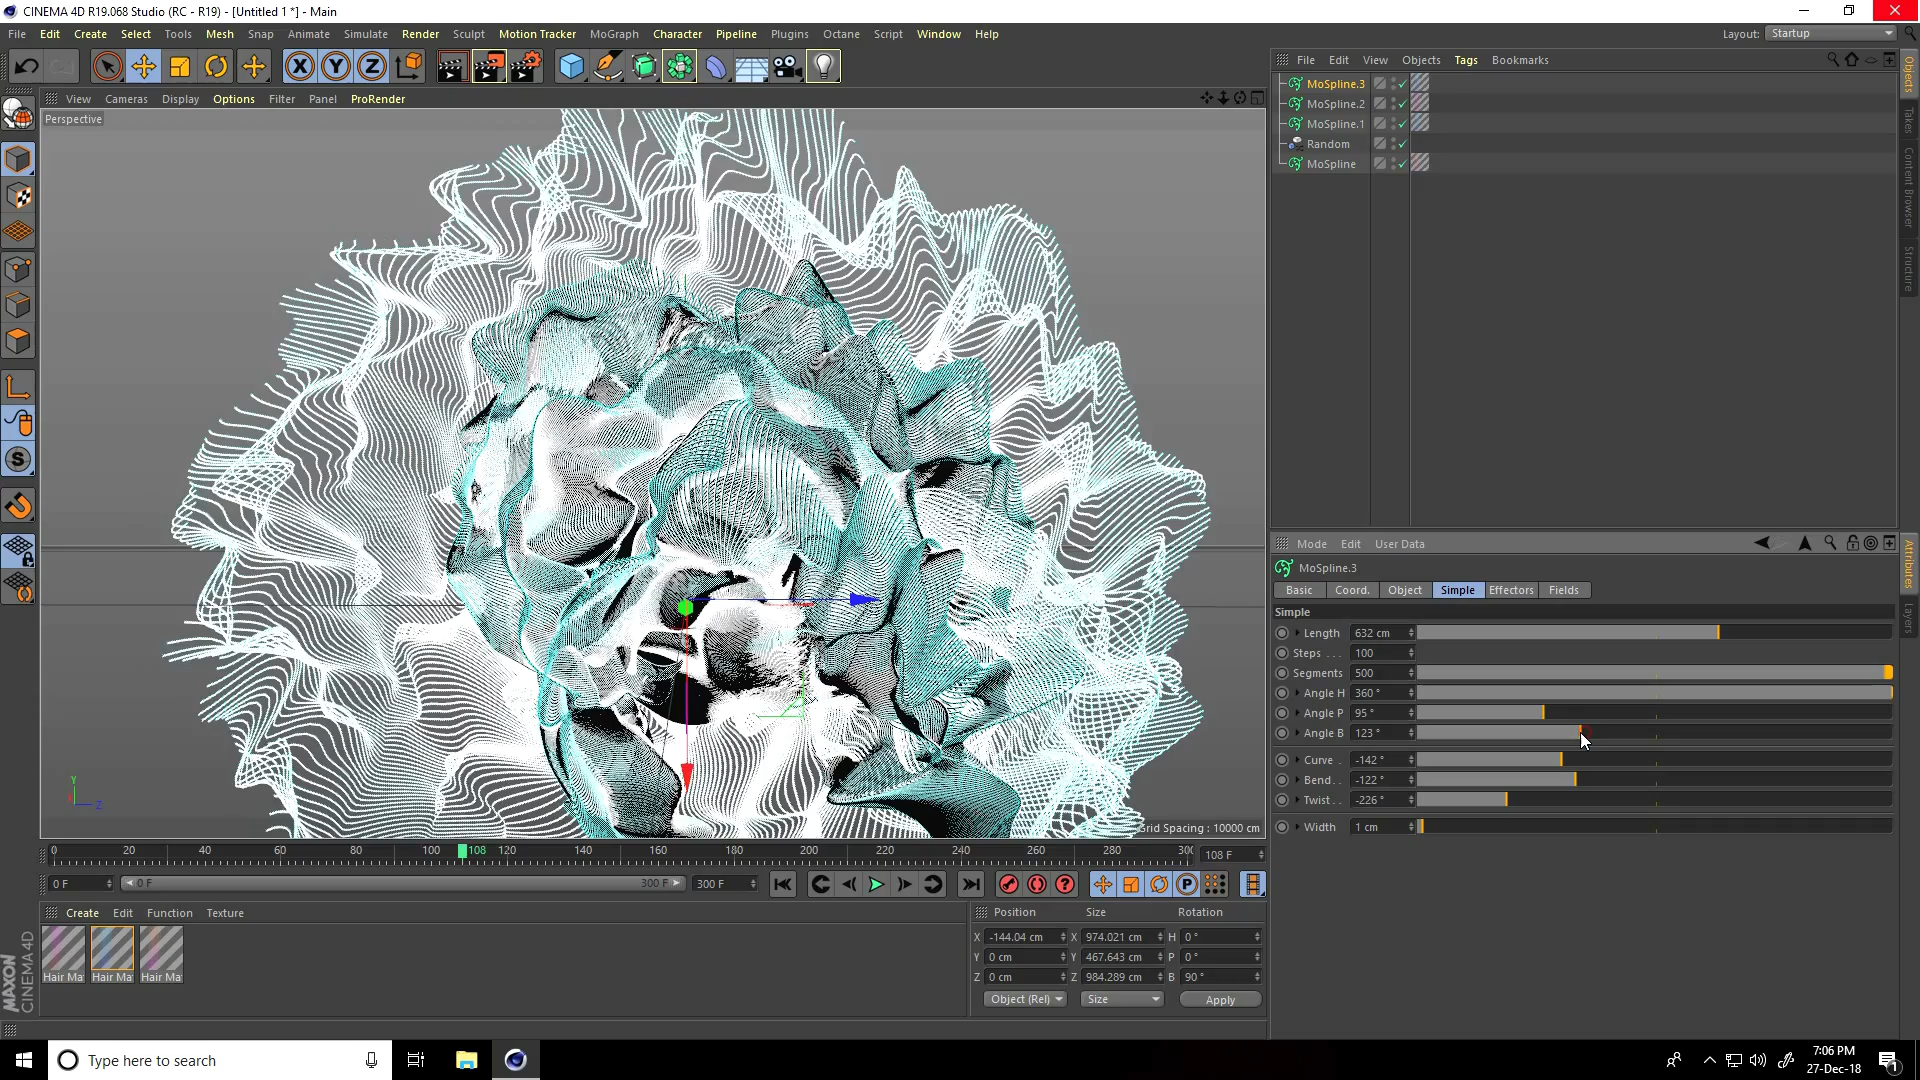 CINEMA 4D R19.068 Studio (RC - R19) - [Untitled 1 *] - Main
File Edit Create Select Tools Mesh Snap Animate Simulate Render Sculpt Motion Tracker MoGraph Character Pipeline Plugins Octane Script Window Help
Layout: Startup
View Cameras Display Options Filter Panel ProRender
Perspective
Grid Spacing : 10000 cm
File Edit View Objects Tags Bookmarks
MoSpline.3
MoSpline.2
MoSpline.1
Random
MoSpline
Objects
Takes
Content Browser
Structure
Mode Edit User Data
MoSpline.3
Basic Coord. Object Simple Effectors Fields
Simple
Length 632 cm
Steps . . . 100
Segments 500
Angle H 360 °
Angle P 95 °
Angle B 123 °
Curve . -142 °
Bend . . -122 °
Twist . . -226 °
Width 1 cm
Attributes
Layers
0 20 40 60 80 100 108 120 140 160 180 200 220 240 260 280 300
108 F
0 F 0 F 300 F 300 F
Create Edit Function Texture
Hair Ma Hair Ma Hair Ma
MAXON CINEMA 4D
Position Size Rotation
X -144.04 cm X 974.021 cm H 0 °
Y 0 cm Y 467.643 cm P 0 °
Z 0 cm Z 984.289 cm B 90 °
Object (Rel) Size Apply
Type here to search
7:06 PM
27-Dec-18
1